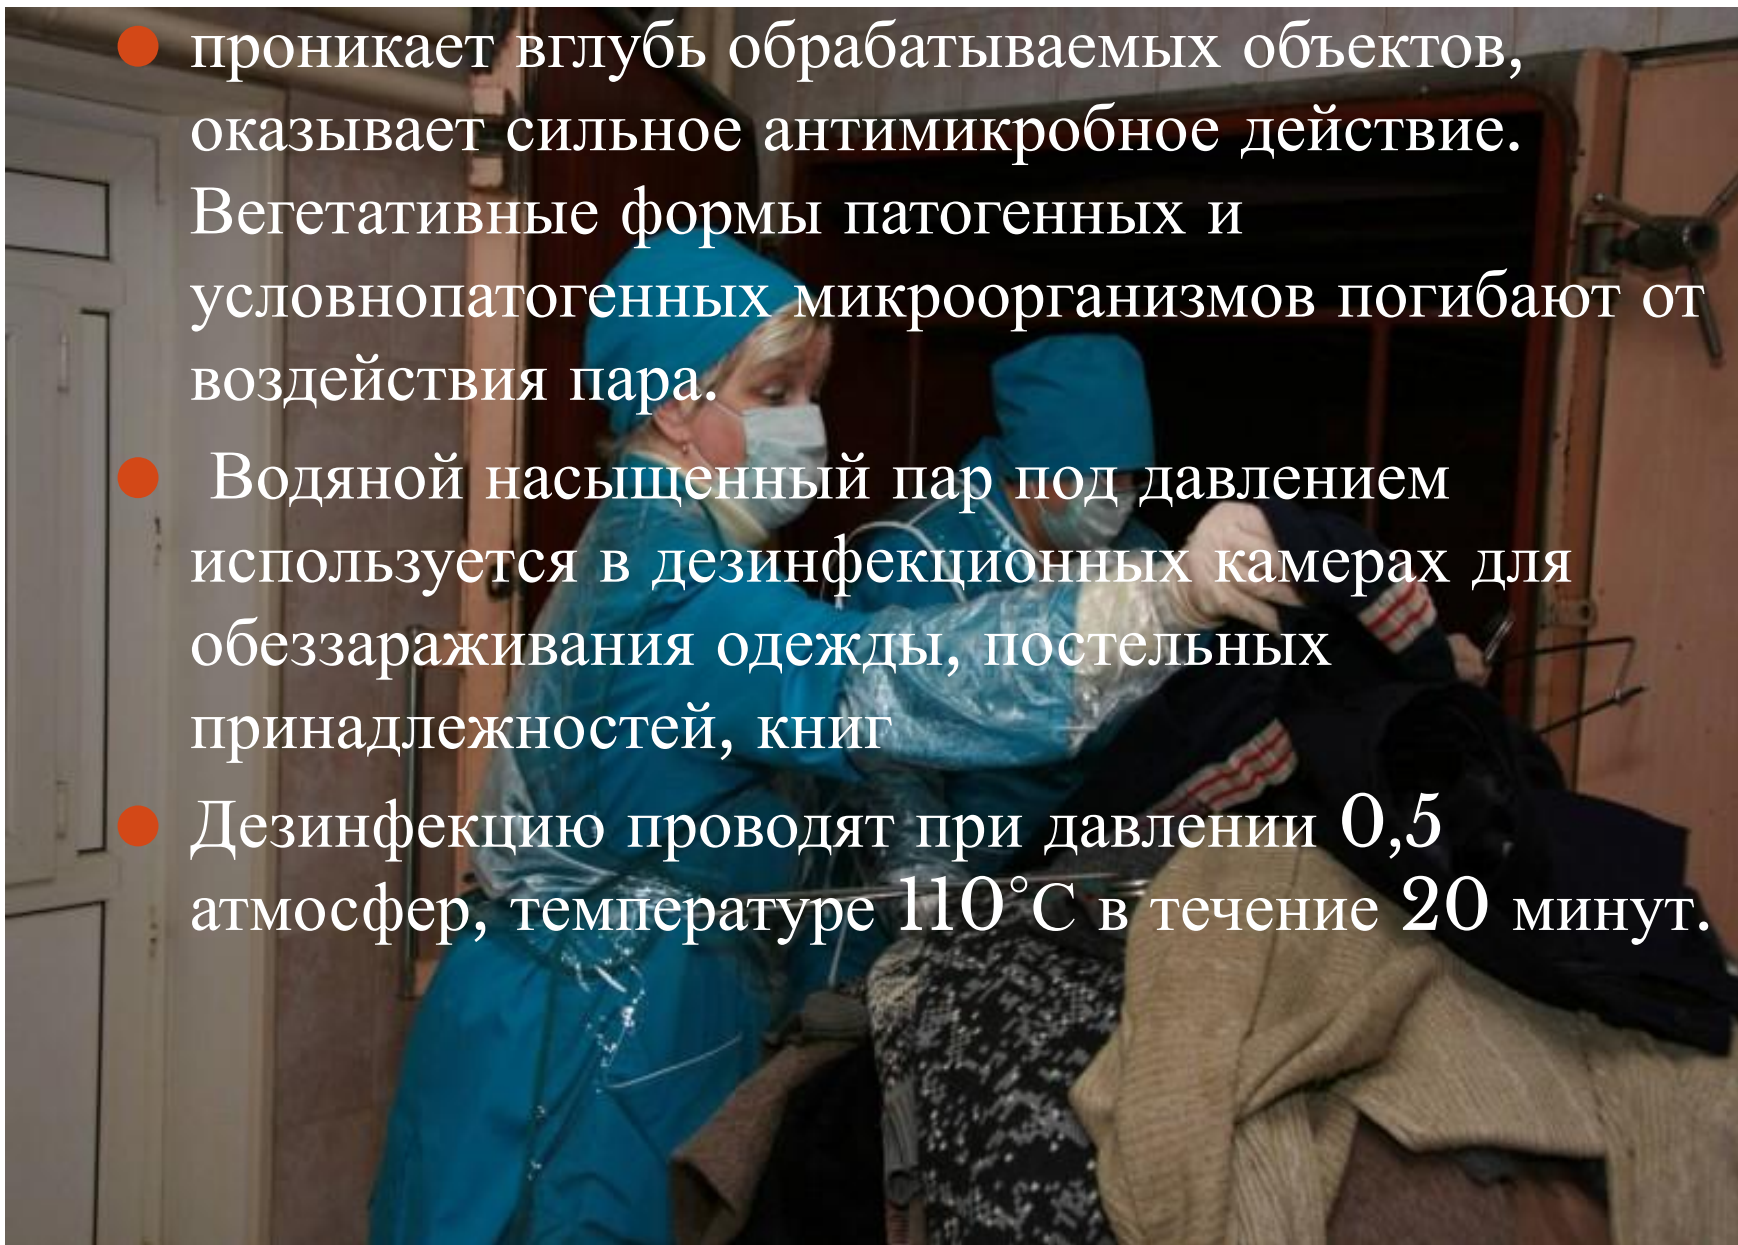 проникает вглубь обрабатываемых объектов,
оказывает сильное антимикробное действие.
Вегетативные формы патогенных и
условнопатогенных микроорганизмов погибают от
воздействия пара.
Водяной насыщенный пар под давлением
используется в дезинфекционных камерах для
обеззараживания одежды, постельных
принадлежностей, книг
Дезинфекцию проводят при давлении 0,5
атмосфер, температуре 110°С в течение 20 минут.